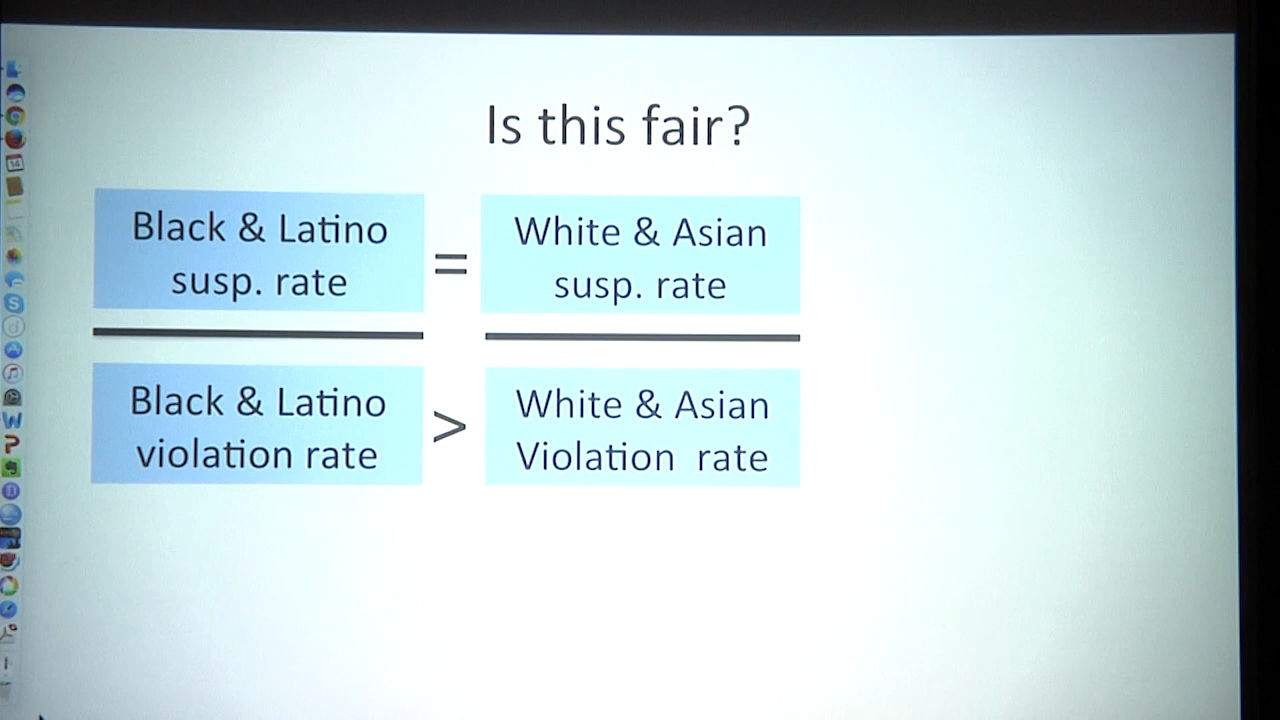 Is this fair?
Black & Latino
susp. rate
=
White & Asian
susp. rate
Black & Latino
violation rate
>
White & Asian
Violation rate